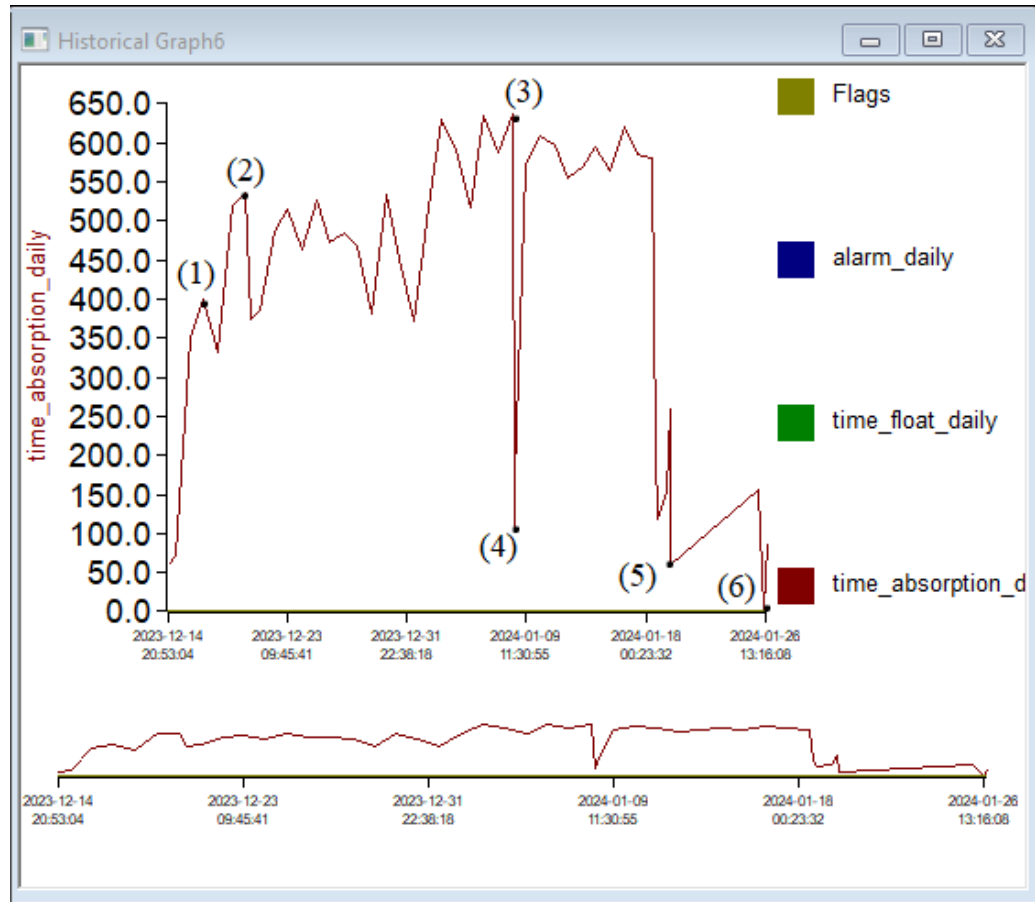 Historical Graph6
650.0
600.0
550.0
500.0
450.0
400.0
350.0
300.0
250.0
200.0
150.0
100.0
50.0
0.0
time_absorption_daily
(1)
(2)
(3)
(4)
(5)
(6)
2023-12-14 2023-12-23 2023-12-31 2024-01-09 2024-01-18 2024-01-26
20:53:04 09:45:41 22:38:18 11:30:55 00:23:32 13:16:08
Flags
alarm_daily
time_float_daily
time_absorption_d
2023-12-14 2023-12-23 2023-12-31 2024-01-09 2024-01-18 2024-01-26
20:53:04 09:45:41 22:38:18 11:30:55 00:23:32 13:16:08